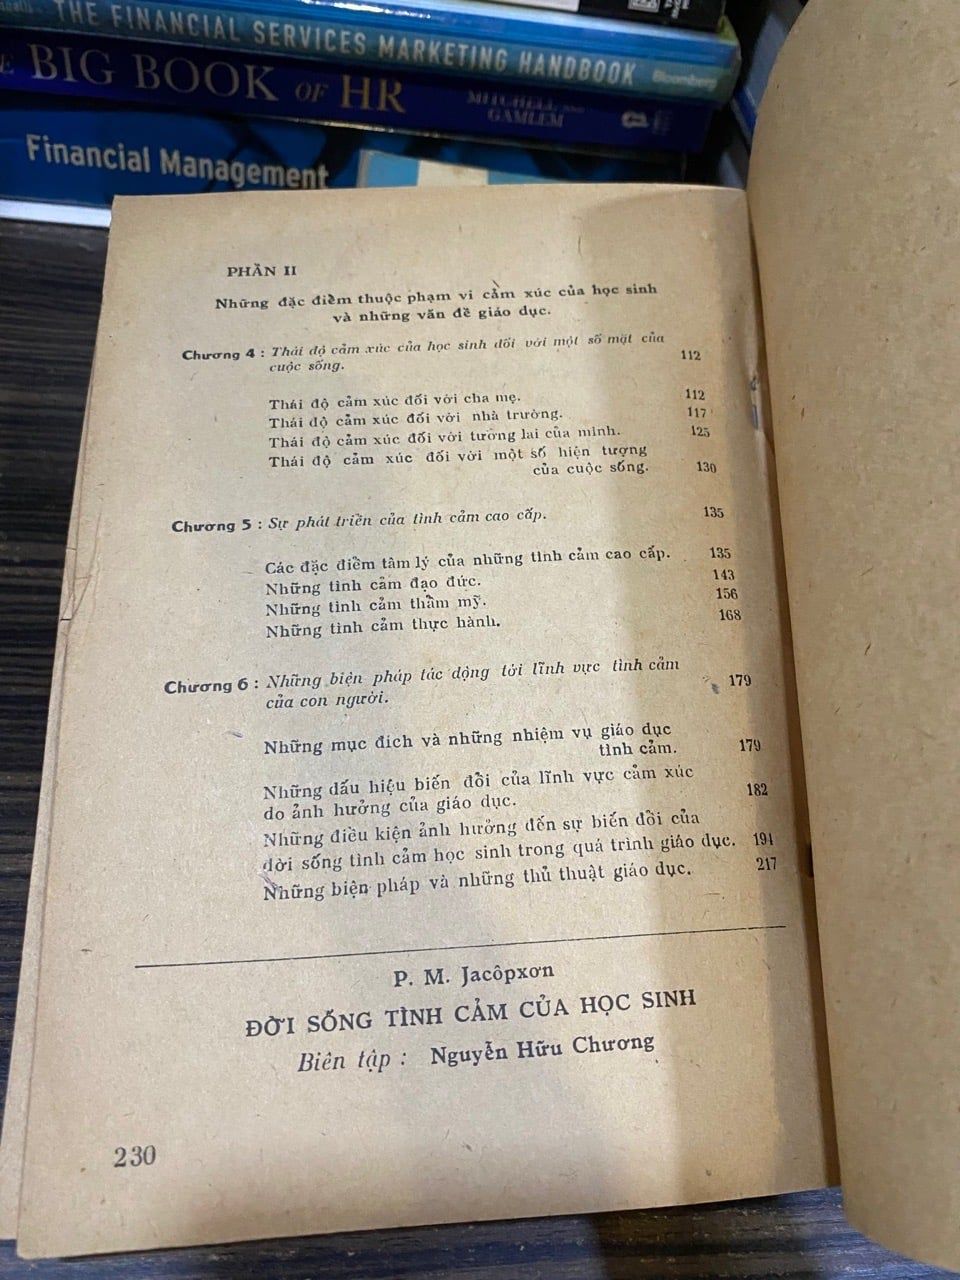 THE FINANCIAL SERVICES MARKETING HANDBOOK Bloomberg
BIG BOOK OF HR MITCHELL AND GAMLEM
Financial Management
PHẦN II
Những đặc điểm thuộc phạm vi cảm xúc của học sinh
và những vấn đề giáo dục.
Chương 4 : Thái độ cảm xúc của học sinh đối với một số mặt của
cuộc sống. 112
Thái độ cảm xúc đối với cha mẹ. 112
Thái độ cảm xúc đối với nhà trường. 117
Thái độ cảm xúc đối với tương lai của mình. 125
Thái độ cảm xúc đối với một số hiện tượng
của cuộc sống. 130
Chương 5 : Sự phát triển của tình cảm cao cấp. 135
Các đặc điểm tâm lý của những tình cảm cao cấp. 135
Những tình cảm đạo đức. 143
Những tình cảm thẩm mỹ. 156
Những tình cảm thực hành. 168
Chương 6 : Những biện pháp tác động tới lĩnh vực tình cảm
của con người. 179
Những mục đích và những nhiệm vụ giáo dục
tình cảm. 179
Những dấu hiệu biến đổi của lĩnh vực cảm xúc
do ảnh hưởng của giáo dục. 182
Những điều kiện ảnh hưởng đến sự biến đổi của
đời sống tình cảm học sinh trong quá trình giáo dục. 194
Những biện pháp và những thủ thuật giáo dục. 217
P. M. Jacôpxơn
ĐỜI SỐNG TÌNH CẢM CỦA HỌC SINH
Biên tập : Nguyễn Hữu Chương
230